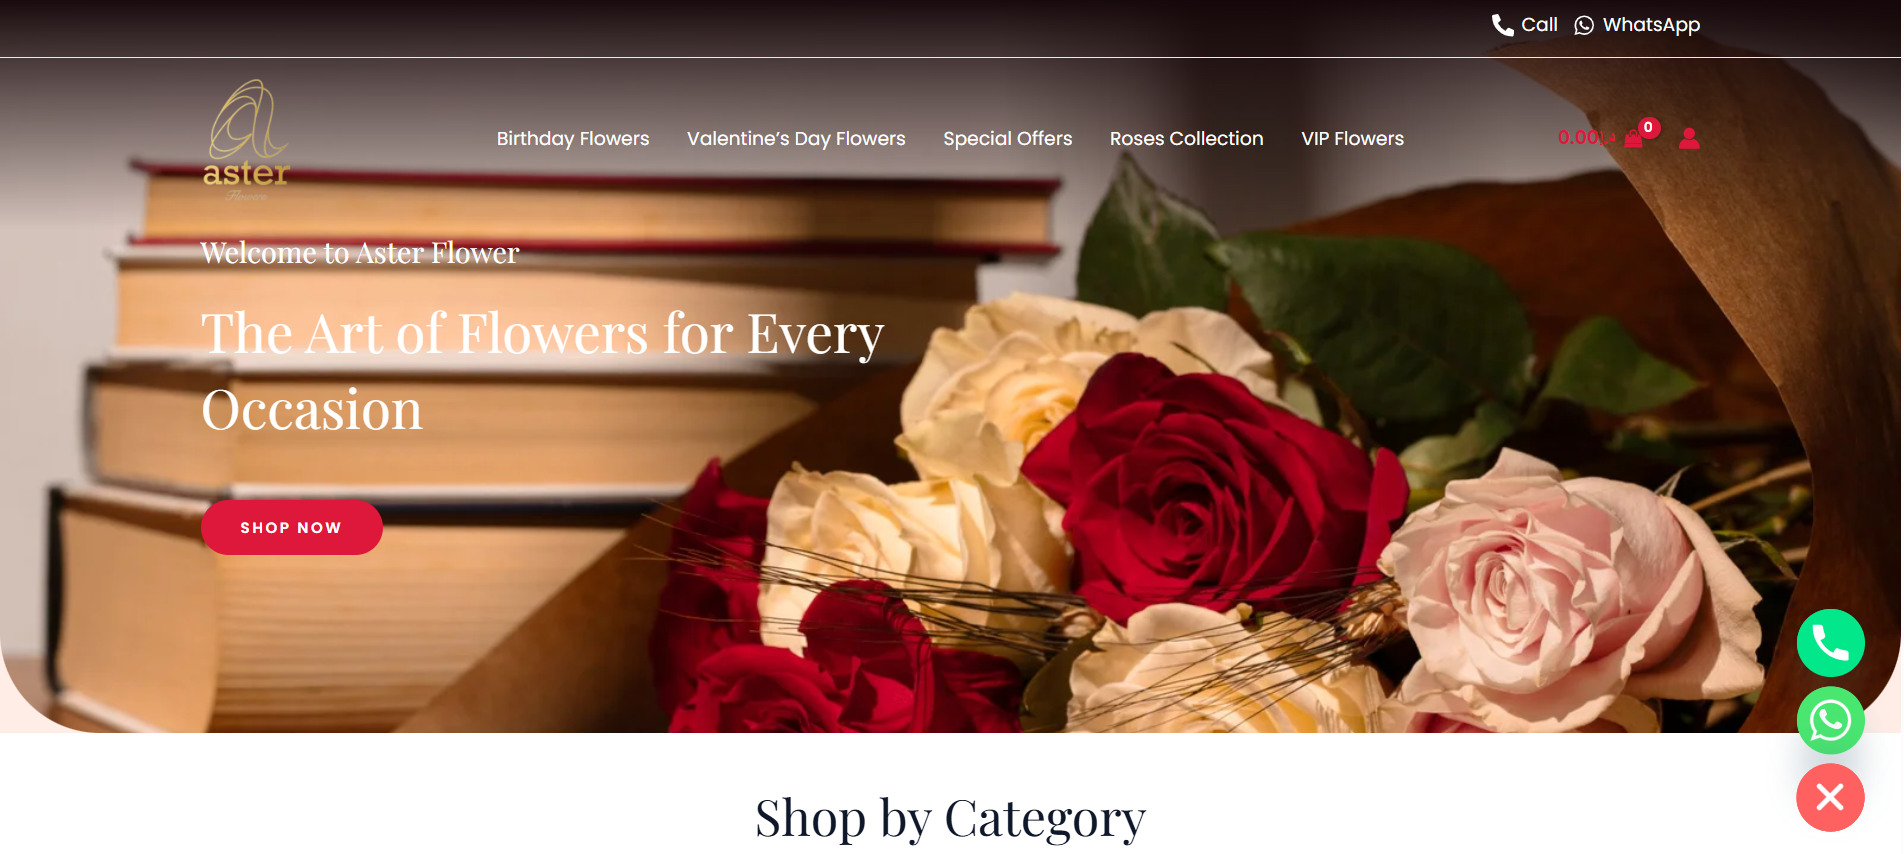 Call WhatsApp
aster
Flowers
Birthday Flowers Valentine's Day Flowers Special Offers Roses Collection VIP Flowers
0.00 د.إ 0
Welcome to Aster Flower
The Art of Flowers for Every
Occasion
SHOP NOW
Shop by Category